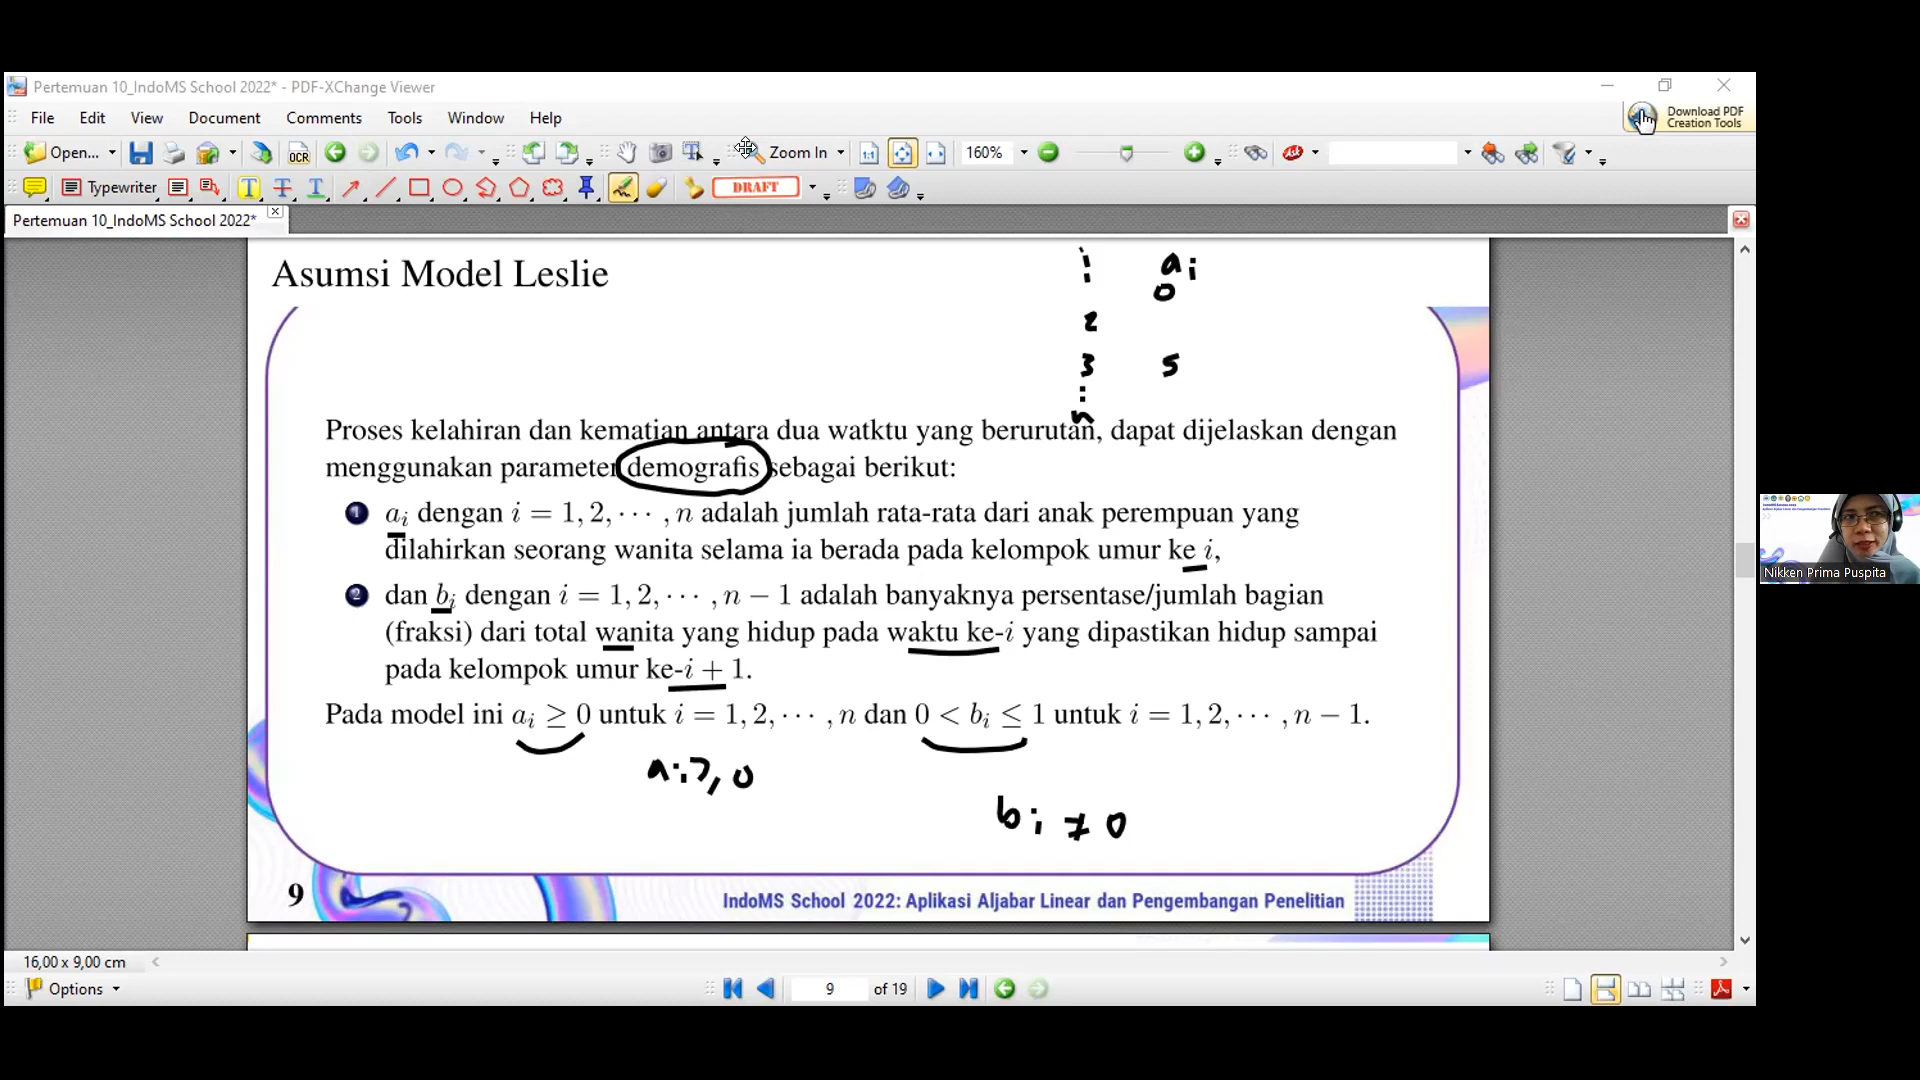 Pertemuan 10_IndoMS School 2022* - PDF-XChange Viewer
File Edit View Document Comments Tools Window Help
Download PDF
Creation Tools
Open... OCR Zoom In 160%
Typewriter DRAFT
Pertemuan 10_IndoMS School 2022*
Asumsi Model Leslie
i ai
0
2
3 5
⋮
n
Proses kelahiran dan kematian antara dua watktu yang berurutan, dapat dijelaskan dengan
menggunakan parameter demografis sebagai berikut:
1 aᵢ dengan i = 1, 2, ⋯ , n adalah jumlah rata-rata dari anak perempuan yang
dilahirkan seorang wanita selama ia berada pada kelompok umur ke i,
2 dan bᵢ dengan i = 1, 2, ⋯ , n − 1 adalah banyaknya persentase/jumlah bagian
(fraksi) dari total wanita yang hidup pada waktu ke-i yang dipastikan hidup sampai
pada kelompok umur ke-i + 1.
Pada model ini aᵢ ≥ 0 untuk i = 1, 2, ⋯ , n dan 0 < bᵢ ≤ 1 untuk i = 1, 2, ⋯ , n − 1.
ai ≥ 0
bi ≠ 0
9
IndoMS School 2022: Aplikasi Aljabar Linear dan Pengembangan Penelitian
Nikken Prima Puspita
16,00 x 9,00 cm
Options 9 of 19